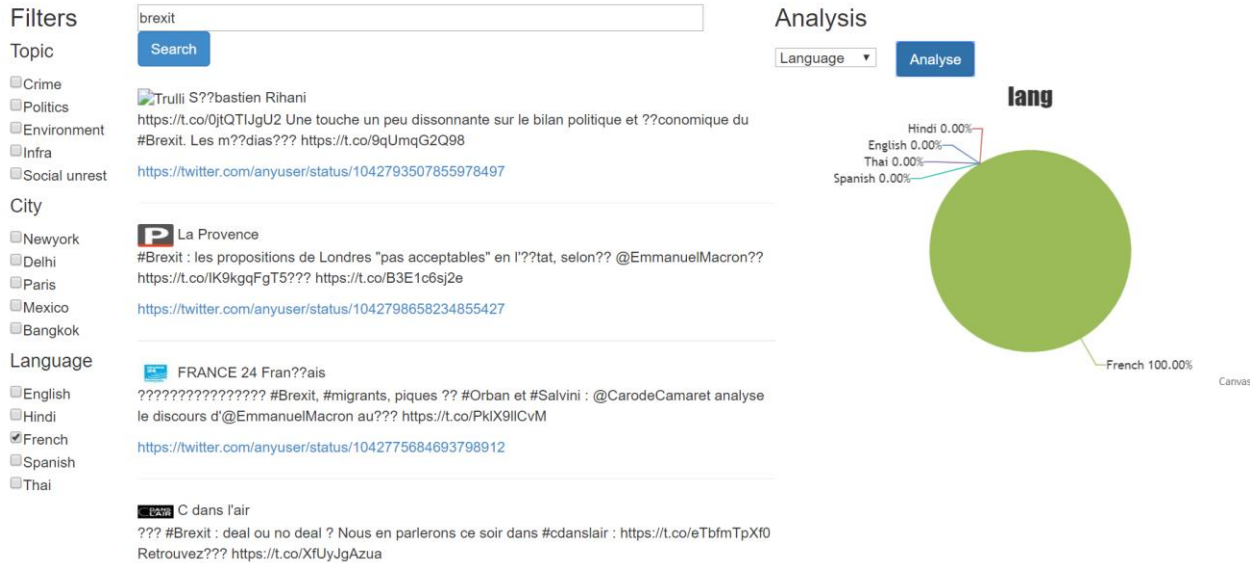 Filters
Topic
Crime
Politics
Environment
Infra
Social unrest
City
Newyork
Delhi
Paris
Mexico
Bangkok
Language
English
Hindi
French
Spanish
Thai
brexit
Search
Trulli S??bastien Rihani
https://t.co/0jtQTIJgU2 Une touche un peu dissonnante sur le bilan politique et ??conomique du
#Brexit. Les m??dias??? https://t.co/9qUmqG2Q98
https://twitter.com/anyuser/status/1042793507855978497
P La Provence
#Brexit : les propositions de Londres "pas acceptables" en l'??tat, selon?? @EmmanuelMacron??
https://t.co/IK9kgqFgT5??? https://t.co/B3E1c6sj2e
https://twitter.com/anyuser/status/1042798658234855427
FRANCE 24 Fran??ais
???????????????? #Brexit, #migrants, piques ?? #Orban et #Salvini : @CarodeCamaret analyse
le discours d'@EmmanuelMacron au??? https://t.co/PklX9llCvM
https://twitter.com/anyuser/status/1042775684693798912
C dans l'air
??? #Brexit : deal ou no deal ? Nous en parlerons ce soir dans #cdanslair : https://t.co/eTbfmTpXf0
Retrouvez??? https://t.co/XfUyJgAzua
Analysis
Language
Analyse
lang
Hindi 0.00%
English 0.00%
Thai 0.00%
Spanish 0.00%
French 100.00%
Canvas